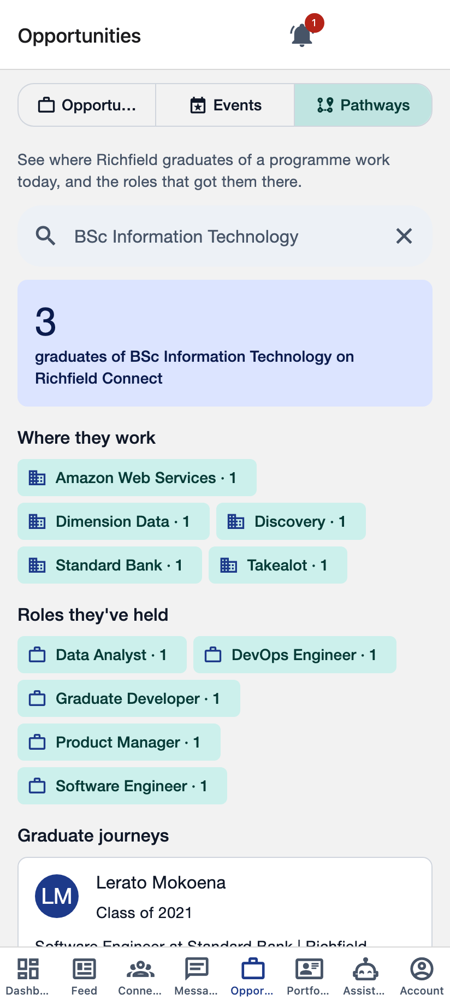 Opportunities
1
Opportu...
Events
Pathways
See where Richfield graduates of a programme work
today, and the roles that got them there.
BSc Information Technology
3
graduates of BSc Information Technology on
Richfield Connect
Where they work
Amazon Web Services · 1
Dimension Data · 1
Discovery · 1
Standard Bank · 1
Takealot · 1
Roles they've held
Data Analyst · 1
DevOps Engineer · 1
Graduate Developer · 1
Product Manager · 1
Software Engineer · 1
Graduate journeys
LM
Lerato Mokoena
Class of 2021
Software Engineer at Standard Bank | Richfield
Dashb...
Feed
Conne...
Messa...
Oppor...
Portfo...
Assist...
Account